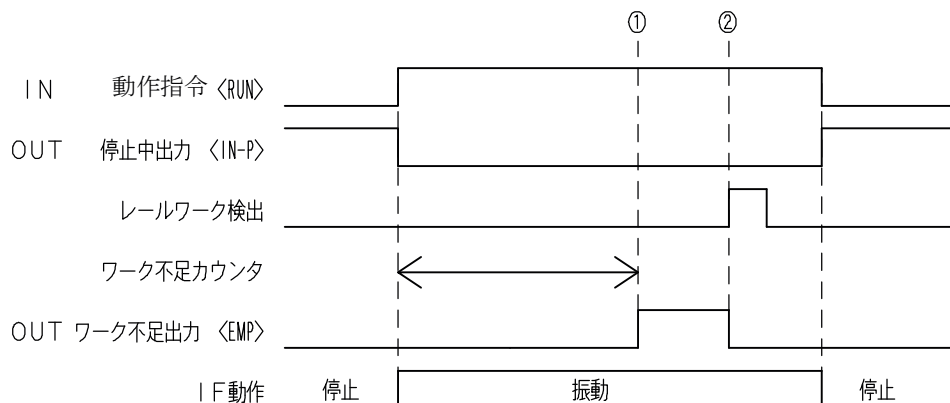 ① ②
IN 動作指令〈RUN〉
OUT 停止中出力〈IN-P〉
レールワーク検出
ワーク不足カウンタ
OUT ワーク不足出力〈EMP〉
IF動作 停止 振動 停止